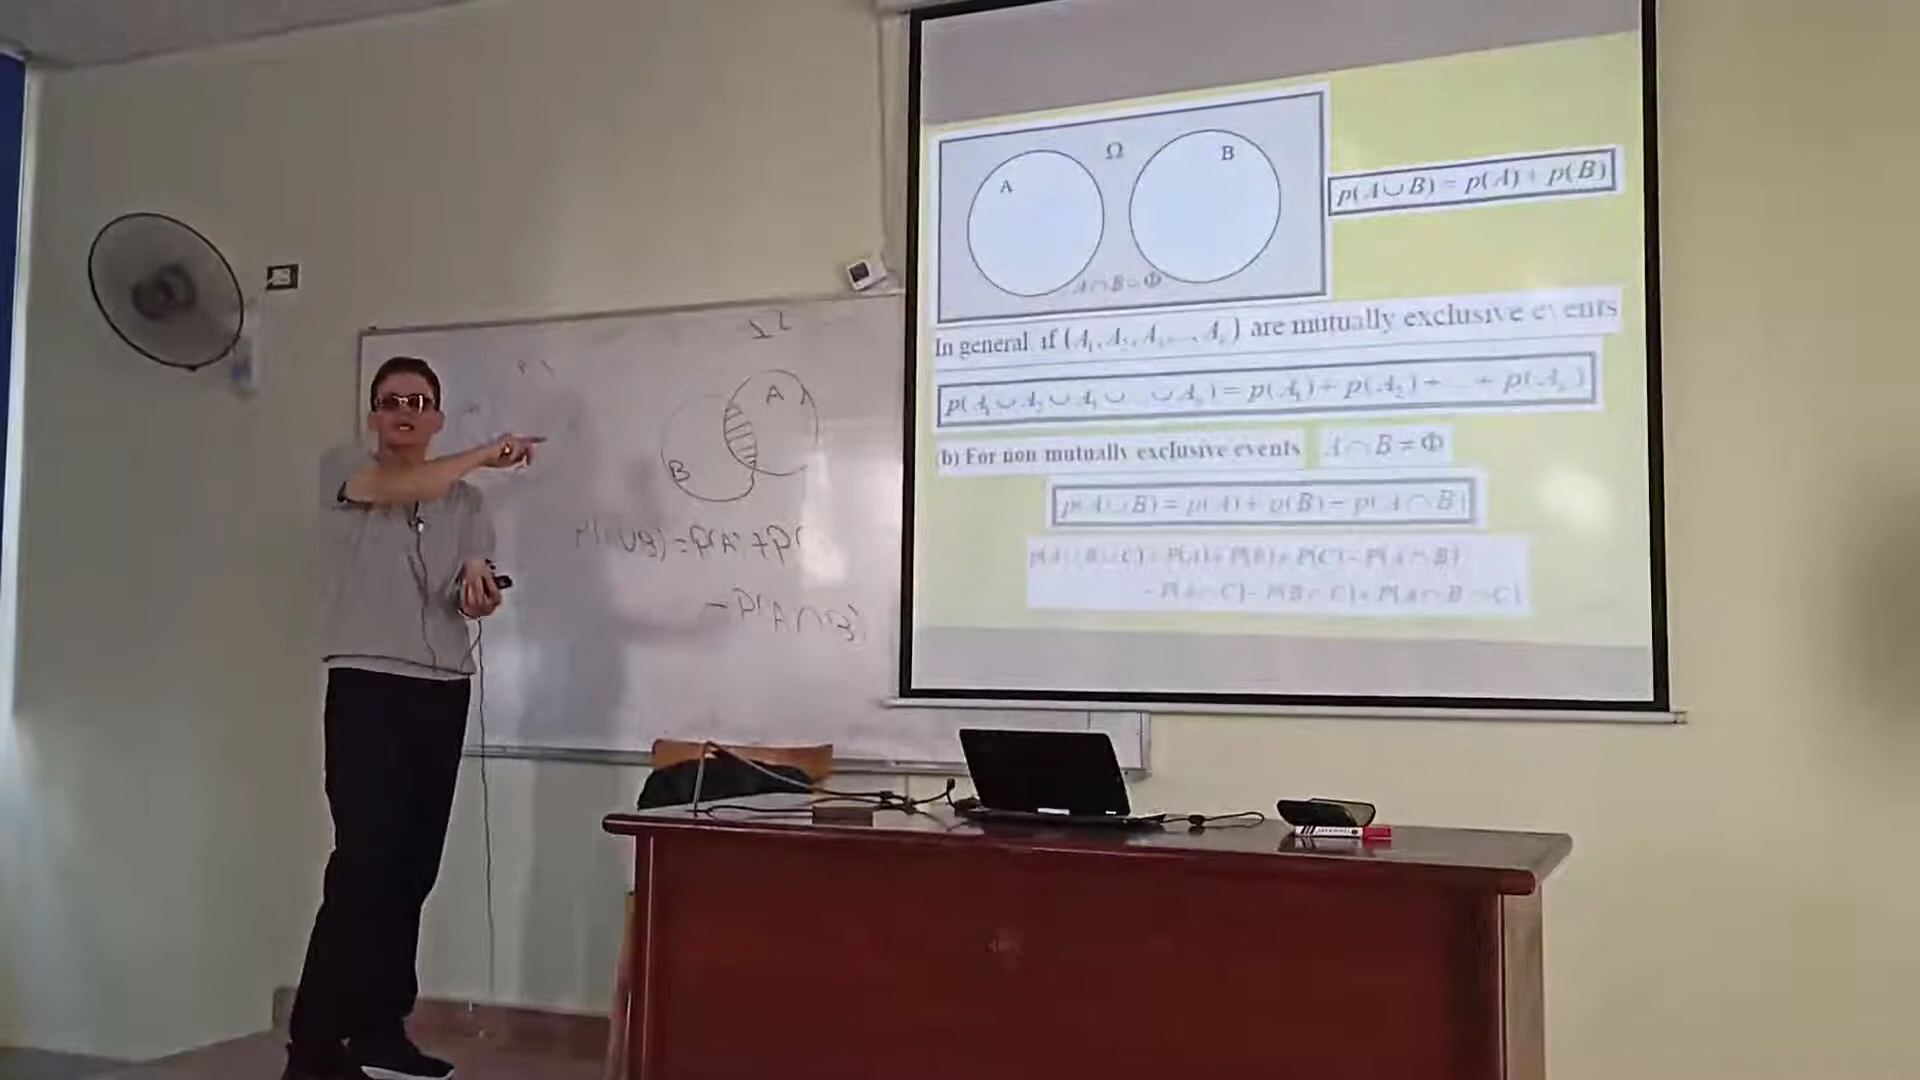 A
Ω
B
A∩B=Φ
p(A∪B) = p(A) + p(B)
In general if (A₁, A₂, A₃, ..., Aₙ) are mutually exclusive events
p(A₁∪A₂∪A₃∪ ... ∪Aₙ) = p(A₁) + p(A₂) + ... + p(Aₙ)
(b) For non mutually exclusive events A∩B ≠ Φ
p(A∪B) = p(A) + p(B) − p(A∩B)
p(A∪B∪C) = P(A) + P(B) + P(C) − P(A∩B)
− P(A∩C) − P(B∩C) + P(A∩B∩C)
A
B
P(A∪B) = P(A) + P(
− P(A∩B)